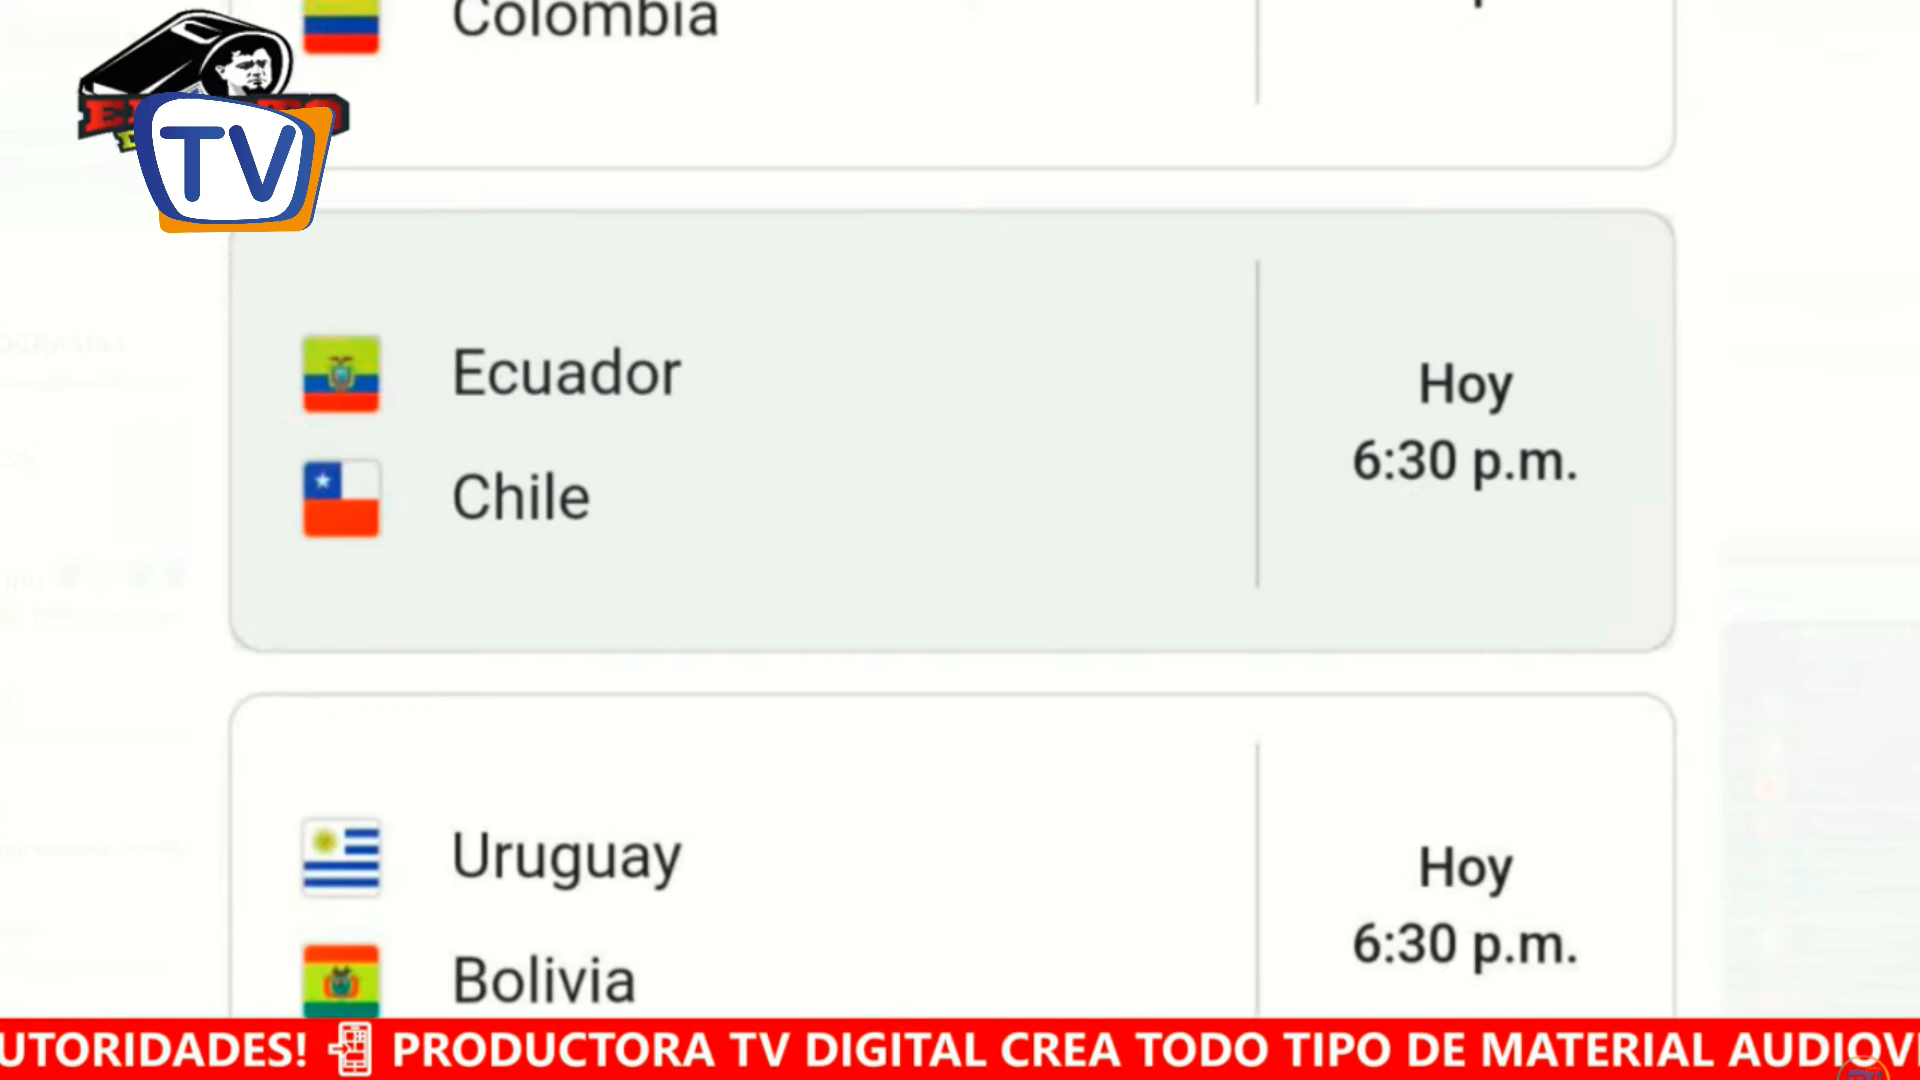 Colombia
TV
Ecuador
Chile
Hoy
6:30 p.m.
Uruguay
Bolivia
Hoy
6:30 p.m.
UTORIDADES! PRODUCTORA TV DIGITAL CREA TODO TIPO DE MATERIAL AUDIOV